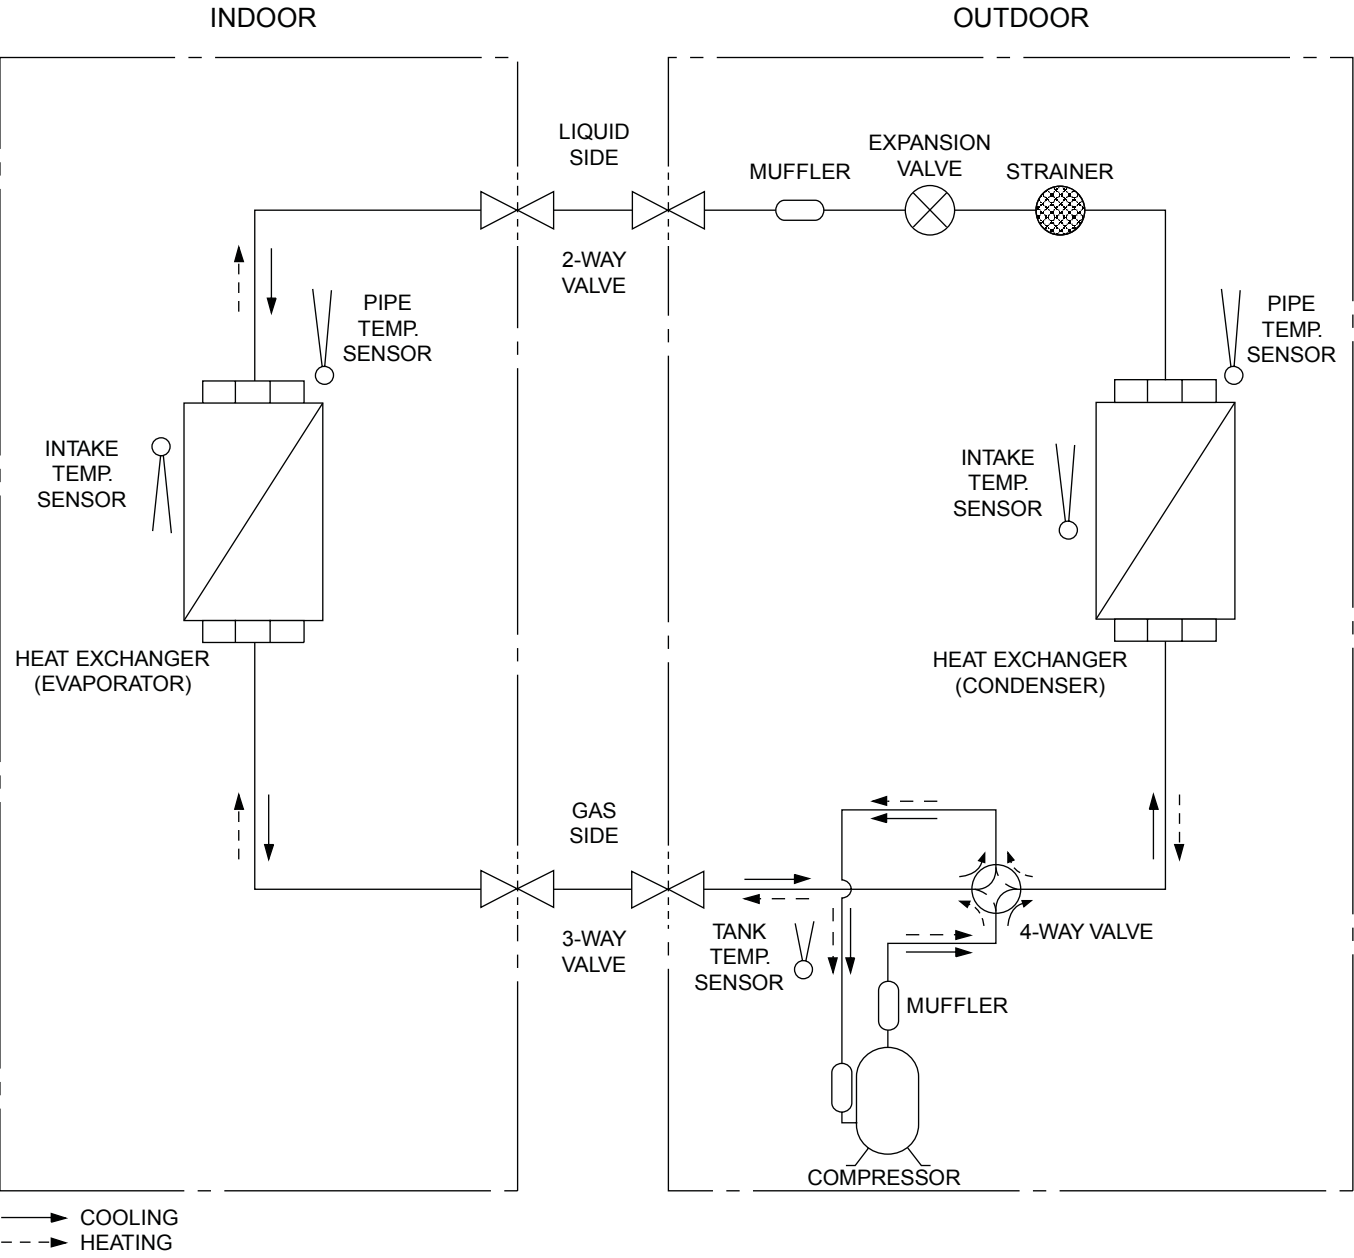 INDOOR
OUTDOOR
LIQUID
SIDE
MUFFLER
EXPANSION
VALVE
STRAINER
2-WAY
VALVE
PIPE
TEMP.
SENSOR
PIPE
TEMP.
SENSOR
INTAKE
TEMP.
SENSOR
INTAKE
TEMP.
SENSOR
HEAT EXCHANGER
(EVAPORATOR)
HEAT EXCHANGER
(CONDENSER)
GAS
SIDE
3-WAY
VALVE
TANK
TEMP.
SENSOR
4-WAY VALVE
MUFFLER
COMPRESSOR
COOLING
HEATING